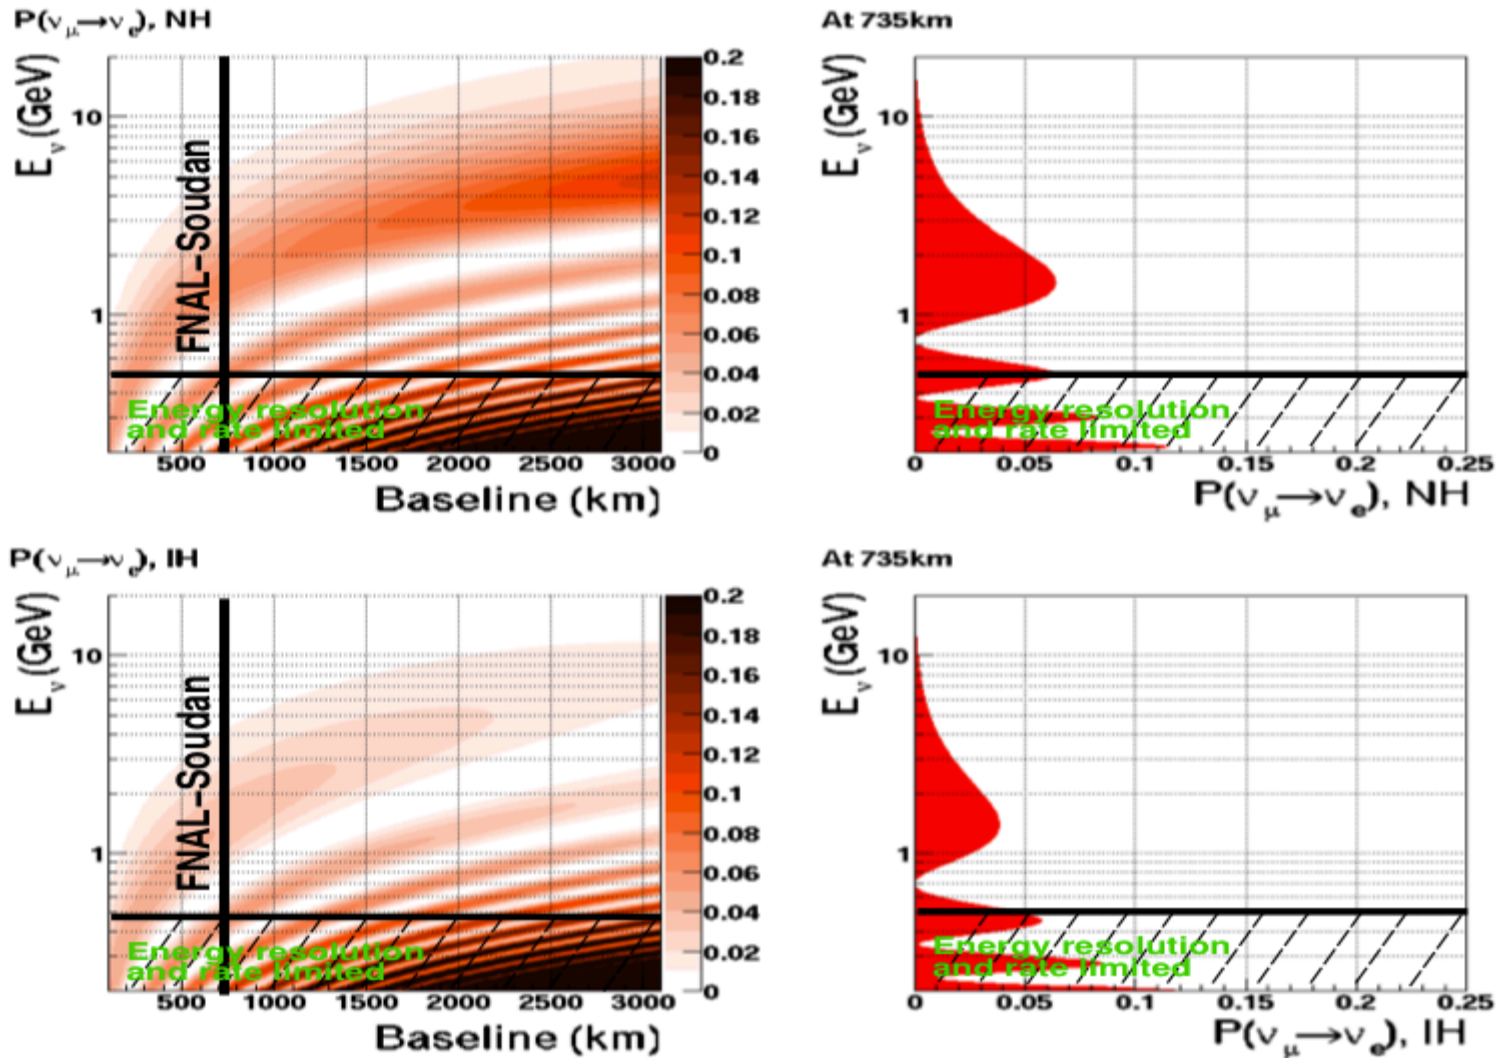 P(νμ→νe), NH
At 735km
Eν (GeV)
10
1
FNAL-Soudan
Energy resolution
and rate limited
500 1000 1500 2000 2500 3000
Baseline (km)
0.2
0.18
0.16
0.14
0.12
0.1
0.08
0.06
0.04
0.02
0
Eν (GeV)
10
1
Energy resolution
and rate limited
0 0.05 0.1 0.15 0.2 0.25
P(νμ→νe), NH
P(νμ→νe), IH
At 735km
Eν (GeV)
10
1
FNAL-Soudan
Energy resolution
and rate limited
500 1000 1500 2000 2500 3000
Baseline (km)
0.2
0.18
0.16
0.14
0.12
0.1
0.08
0.06
0.04
0.02
0
Eν (GeV)
10
1
Energy resolution
and rate limited
0 0.05 0.1 0.15 0.2 0.25
P(νμ→νe), IH